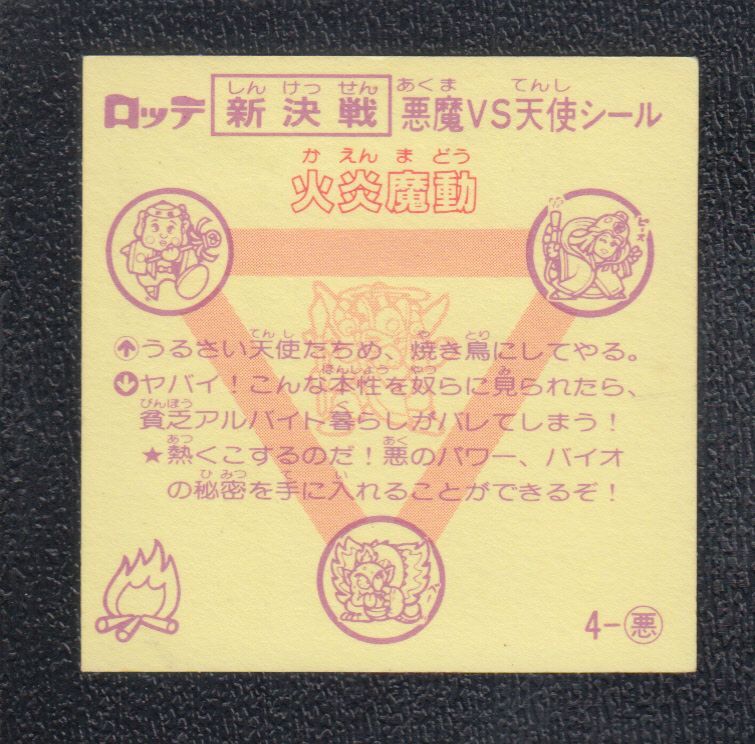 ロッテ 新決戦 悪魔VS天使シール
しん けっ せん あくま てんし
か えん ま どう
火炎魔動
ピース
てんし や とり
↑うるさい天使たちめ、焼き鳥にしてやる。
ほんしょう やつ み
↓ヤバイ!こんな本性を奴らに見られたら、
びんぼう く
貧乏アルバイト暮らしがバレてしまう!
あつ あく
★熱くこするのだ!悪のパワー、バイオ
ひ みつ て い
の秘密を手に入れることができるぞ!
4-悪